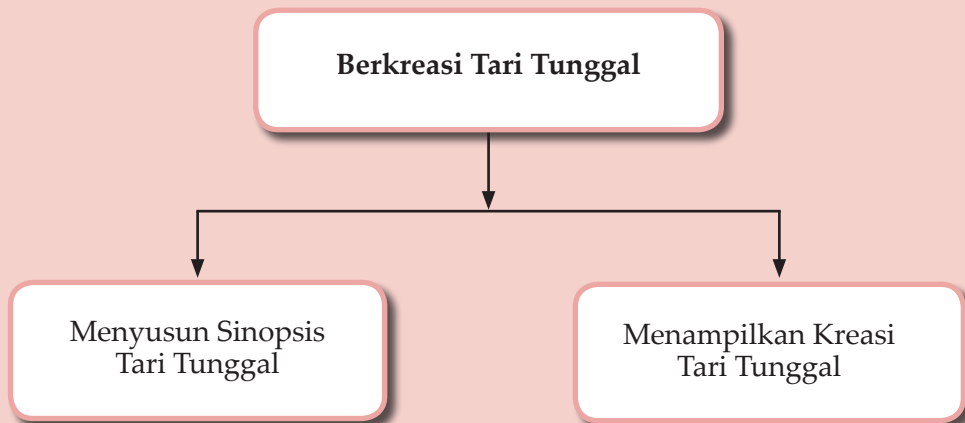 Berkreasi Tari Tunggal
Menyusun Sinopsis
Tari Tunggal
Menampilkan Kreasi
Tari Tunggal